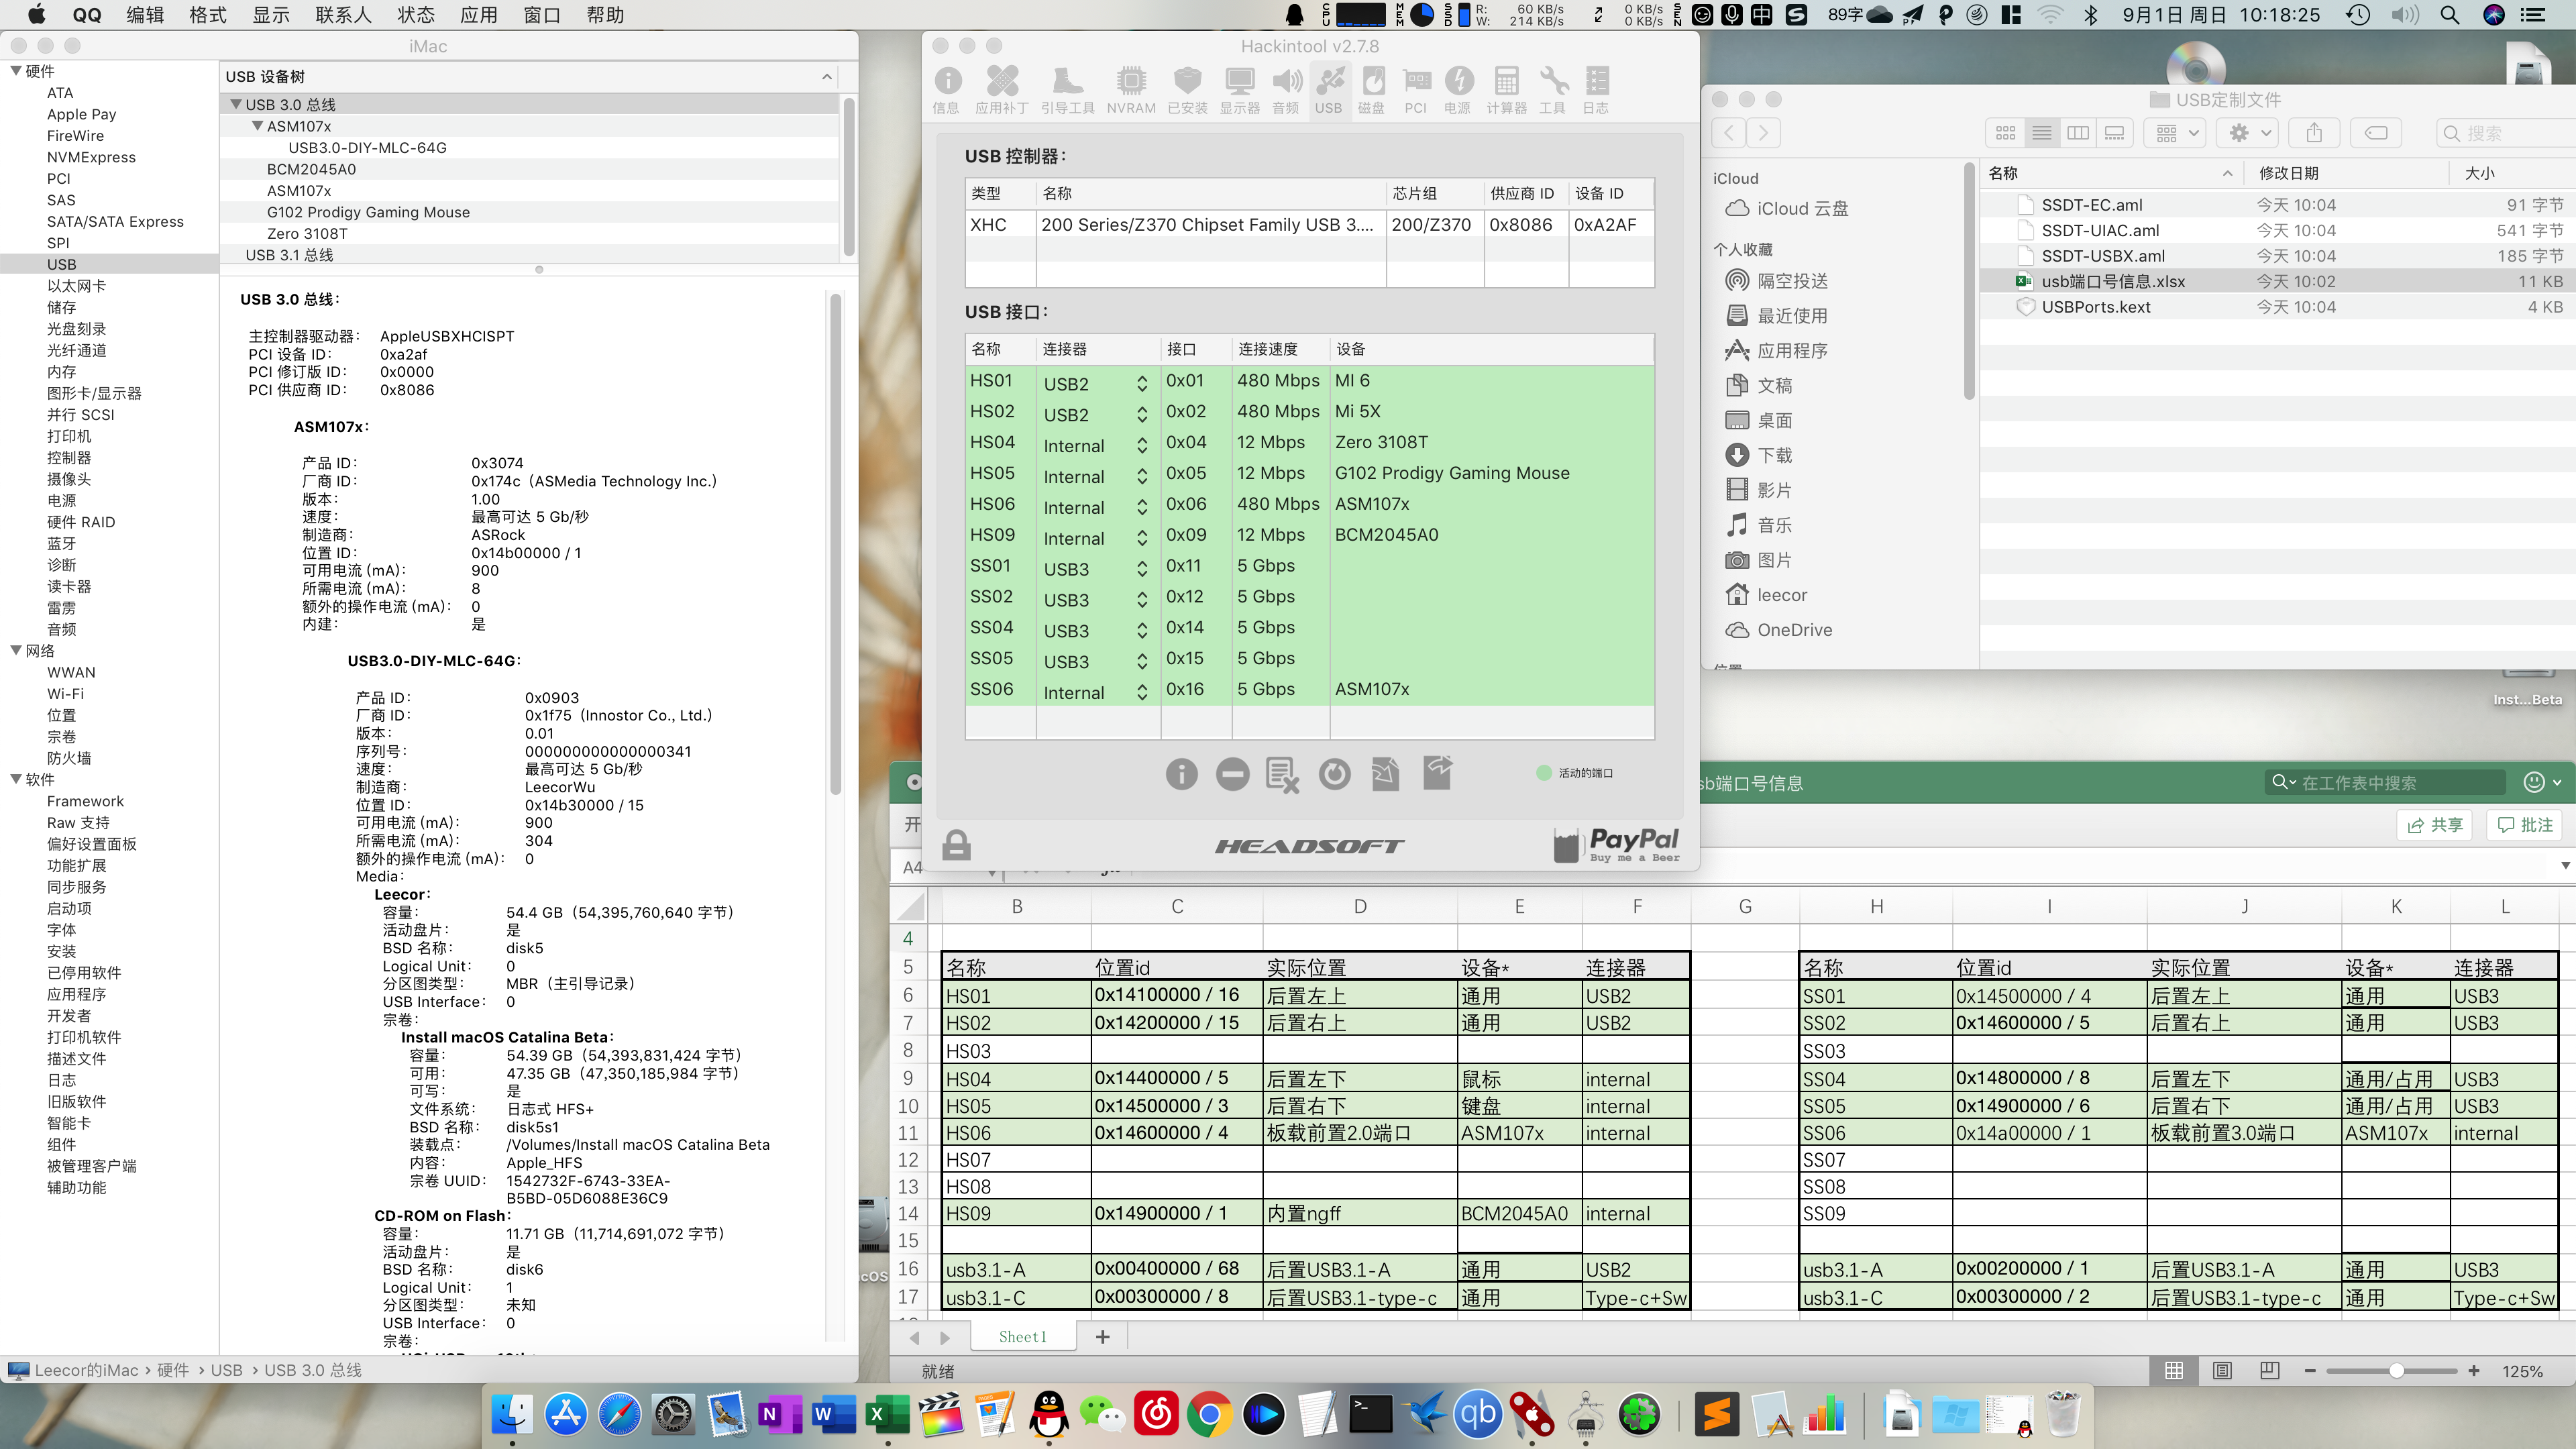 QQ 编辑 格式 显示 联系人 状态 应用 窗口 帮助
CPU MEM SSD R: 60 KB/s W: 214 KB/s 0 KB/s 0 KB/s SEN 中 89字 9月1日 周日 10:18:25
iMac
硬件
ATA
Apple Pay
FireWire
NVMExpress
PCI
SAS
SATA/SATA Express
SPI
USB
以太网卡
储存
光盘刻录
光纤通道
内存
图形卡/显示器
并行 SCSI
打印机
控制器
摄像头
电源
硬件 RAID
蓝牙
诊断
读卡器
雷雳
音频
网络
WWAN
Wi-Fi
位置
宗卷
防火墙
软件
Framework
Raw 支持
偏好设置面板
功能扩展
同步服务
启动项
字体
安装
已停用软件
应用程序
开发者
打印机软件
描述文件
日志
旧版软件
智能卡
组件
被管理客户端
辅助功能
USB 设备树
USB 3.0 总线
ASM107x
USB3.0-DIY-MLC-64G
BCM2045A0
ASM107x
G102 Prodigy Gaming Mouse
Zero 3108T
USB 3.1 总线
USB 3.0 总线：
主控制器驱动器： AppleUSBXHCISPT
PCI 设备 ID： 0xa2af
PCI 修订版 ID： 0x0000
PCI 供应商 ID： 0x8086
ASM107x：
产品 ID： 0x3074
厂商 ID： 0x174c（ASMedia Technology Inc.）
版本： 1.00
速度： 最高可达 5 Gb/秒
制造商： ASRock
位置 ID： 0x14b00000 / 1
可用电流 (mA)： 900
所需电流 (mA)： 8
额外的操作电流 (mA)： 0
内建： 是
USB3.0-DIY-MLC-64G：
产品 ID： 0x0903
厂商 ID： 0x1f75（Innostor Co., Ltd.）
版本： 0.01
序列号： 000000000000000341
速度： 最高可达 5 Gb/秒
制造商： LeecorWu
位置 ID： 0x14b30000 / 15
可用电流 (mA)： 900
所需电流 (mA)： 304
额外的操作电流 (mA)： 0
Media：
Leecor：
容量： 54.4 GB（54,395,760,640 字节）
活动盘片： 是
BSD 名称： disk5
Logical Unit： 0
分区图类型： MBR（主引导记录）
USB Interface： 0
宗卷：
Install macOS Catalina Beta：
容量： 54.39 GB（54,393,831,424 字节）
可用： 47.35 GB（47,350,185,984 字节）
可写： 是
文件系统： 日志式 HFS+
BSD 名称： disk5s1
装载点： /Volumes/Install macOS Catalina Beta
内容： Apple_HFS
宗卷 UUID： 1542732F-6743-33EA-
B5BD-05D6088E36C9
CD-ROM on Flash：
容量： 11.71 GB（11,714,691,072 字节）
活动盘片： 是
BSD 名称： disk6
Logical Unit： 1
分区图类型： 未知
USB Interface： 0
宗卷：
Leecor的iMac › 硬件 › USB › USB 3.0 总线
Hackintool v2.7.8
信息 应用补丁 引导工具 NVRAM 已安装 显示器 音频 USB 磁盘 PCI 电源 计算器 工具 日志
USB 控制器：
类型 名称 芯片组 供应商 ID 设备 ID
XHC 200 Series/Z370 Chipset Family USB 3.... 200/Z370 0x8086 0xA2AF
USB 接口：
名称 连接器 接口 连接速度 设备
HS01 USB2 0x01 480 Mbps MI 6
HS02 USB2 0x02 480 Mbps Mi 5X
HS04 Internal 0x04 12 Mbps Zero 3108T
HS05 Internal 0x05 12 Mbps G102 Prodigy Gaming Mouse
HS06 Internal 0x06 480 Mbps ASM107x
HS09 Internal 0x09 12 Mbps BCM2045A0
SS01 USB3 0x11 5 Gbps
SS02 USB3 0x12 5 Gbps
SS04 USB3 0x14 5 Gbps
SS05 USB3 0x15 5 Gbps
SS06 Internal 0x16 5 Gbps ASM107x
活动的端口
HEADSOFT
PayPal
Buy me a Beer
USB定制文件
搜索
iCloud
iCloud 云盘
个人收藏
隔空投送
最近使用
应用程序
文稿
桌面
下载
影片
音乐
图片
leecor
OneDrive
名称 修改日期 大小
SSDT-EC.aml 今天 10:04 91 字节
SSDT-UIAC.aml 今天 10:04 541 字节
SSDT-USBX.aml 今天 10:04 185 字节
usb端口号信息.xlsx 今天 10:02 11 KB
USBPorts.kext 今天 10:04 4 KB
Inst...Beta
sb端口号信息
在工作表中搜索
开
共享 批注
A4
B C D E F G H I J K L
4
5 名称 位置id 实际位置 设备* 连接器 名称 位置id 实际位置 设备* 连接器
6 HS01 0x14100000 / 16 后置左上 通用 USB2 SS01 0x14500000 / 4 后置左上 通用 USB3
7 HS02 0x14200000 / 15 后置右上 通用 USB2 SS02 0x14600000 / 5 后置右上 通用 USB3
8 HS03 SS03
9 HS04 0x14400000 / 5 后置左下 鼠标 internal SS04 0x14800000 / 8 后置左下 通用/占用 USB3
10 HS05 0x14500000 / 3 后置右下 键盘 internal SS05 0x14900000 / 6 后置右下 通用/占用 USB3
11 HS06 0x14600000 / 4 板载前置2.0端口 ASM107x internal SS06 0x14a00000 / 1 板载前置3.0端口 ASM107x internal
12 HS07 SS07
13 HS08 SS08
14 HS09 0x14900000 / 1 内置ngff BCM2045A0 internal SS09
15
16 usb3.1-A 0x00400000 / 68 后置USB3.1-A 通用 USB2 usb3.1-A 0x00200000 / 1 后置USB3.1-A 通用 USB3
17 usb3.1-C 0x00300000 / 8 后置USB3.1-type-c 通用 Type-c+Sw usb3.1-C 0x00300000 / 2 后置USB3.1-type-c 通用 Type-c+Sw
Sheet1
就绪
125%
cOS